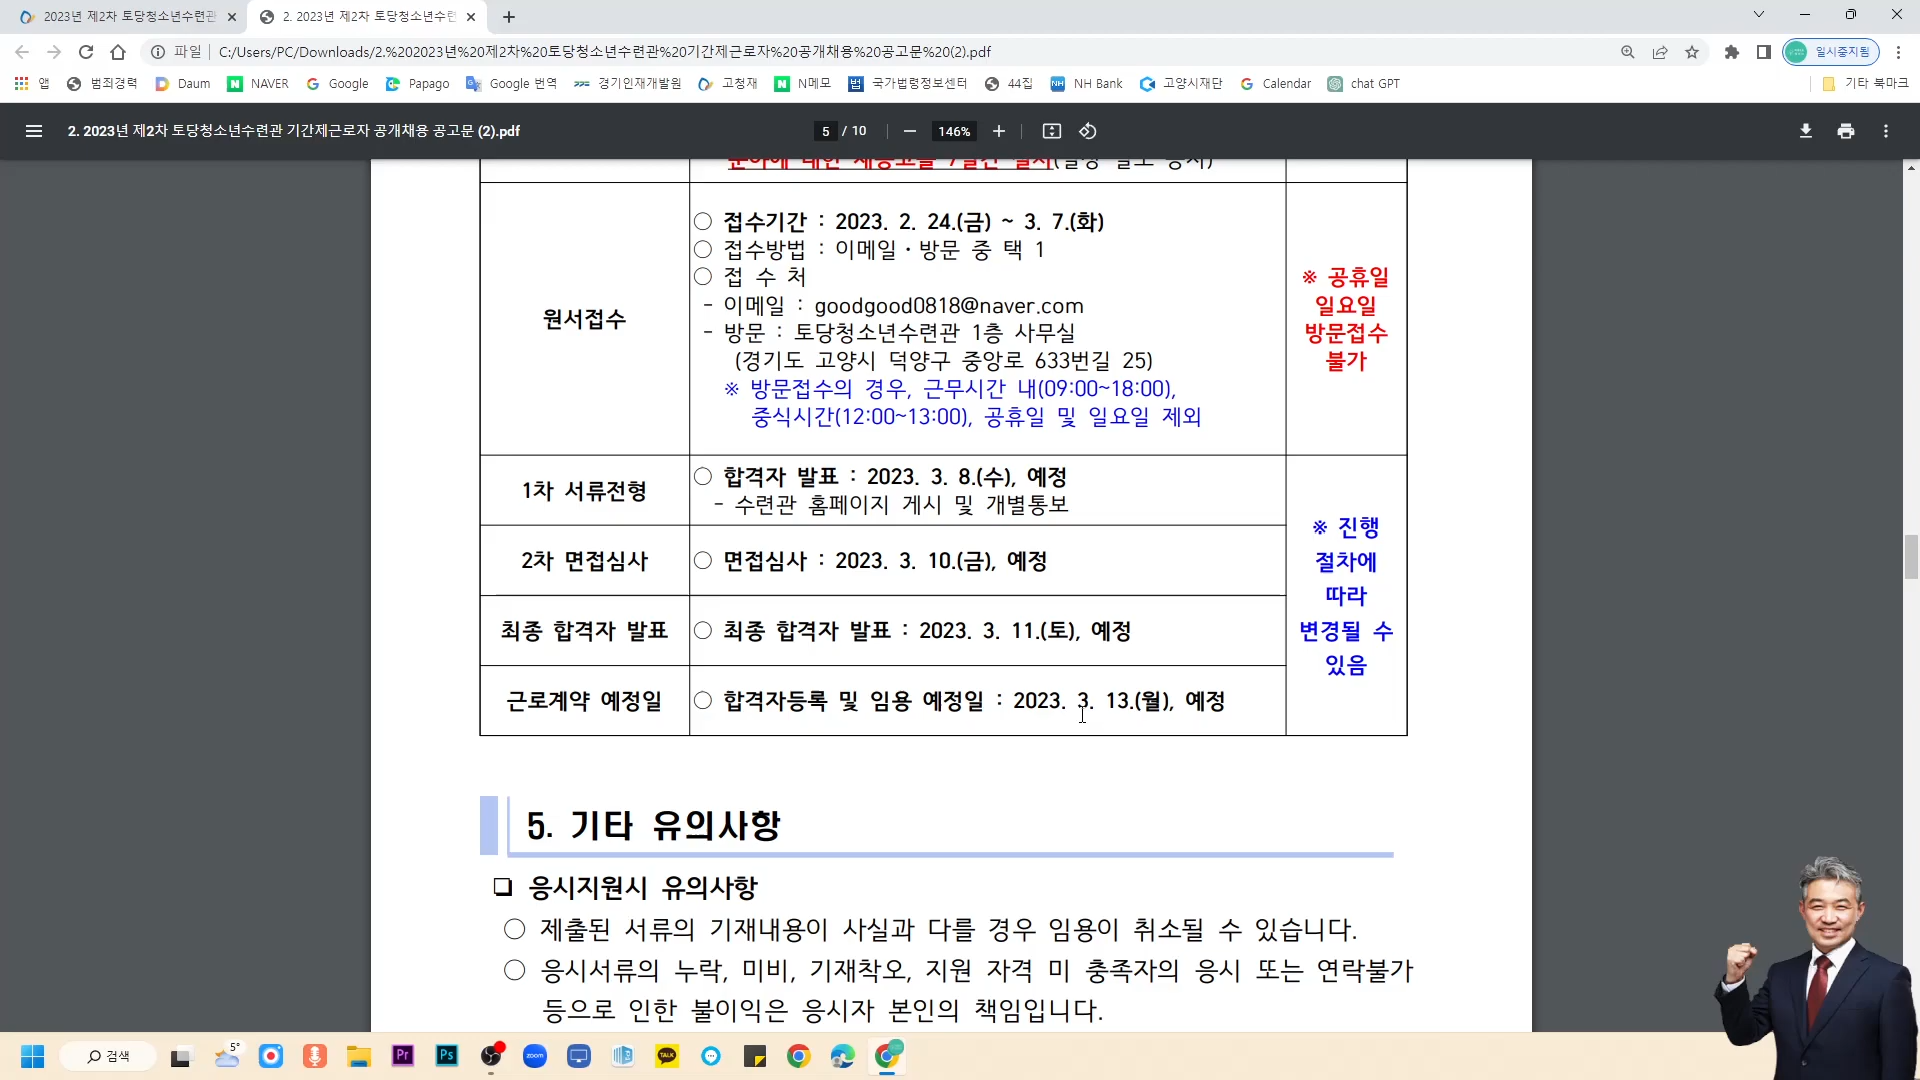 2023년 제2차 토당청소년수련관
2. 2023년 제2차 토당청소년수련
파일
C:/Users/PC/Downloads/2.%202023년%20제2차%20토당청소년수련관%20기간제근로자%20공개채용%20공고문%20(2).pdf
일시중지됨
앱
범죄경력
Daum
NAVER
Google
Papago
Google 번역
경기인재개발원
고청재
N메모
국가법령정보센터
44집
NH Bank
고양시재단
Calendar
chat GPT
기타 북마크
2. 2023년 제2차 토당청소년수련관 기간제근로자 공개채용 공고문 (2).pdf
5 / 10
146%
원서접수
○ 접수기간 : 2023. 2. 24.(금) ~ 3. 7.(화)
○ 접수방법 : 이메일・방문 중 택 1
○ 접 수 처
- 이메일 : goodgood0818@naver.com
- 방문 : 토당청소년수련관 1층 사무실
(경기도 고양시 덕양구 중앙로 633번길 25)
※ 방문접수의 경우, 근무시간 내(09:00~18:00),
중식시간(12:00~13:00), 공휴일 및 일요일 제외
※ 공휴일
일요일
방문접수
불가
1차 서류전형
○ 합격자 발표 : 2023. 3. 8.(수), 예정
- 수련관 홈페이지 게시 및 개별통보
2차 면접심사
○ 면접심사 : 2023. 3. 10.(금), 예정
최종 합격자 발표
○ 최종 합격자 발표 : 2023. 3. 11.(토), 예정
근로계약 예정일
○ 합격자등록 및 임용 예정일 : 2023. 3. 13.(월), 예정
※ 진행
절차에
따라
변경될 수
있음
5. 기타 유의사항
❏ 응시지원시 유의사항
○ 제출된 서류의 기재내용이 사실과 다를 경우 임용이 취소될 수 있습니다.
○ 응시서류의 누락, 미비, 기재착오, 지원 자격 미 충족자의 응시 또는 연락불가
등으로 인한 불이익은 응시자 본인의 책임입니다.
검색
5°
Pr
Ps
zoom
TALK